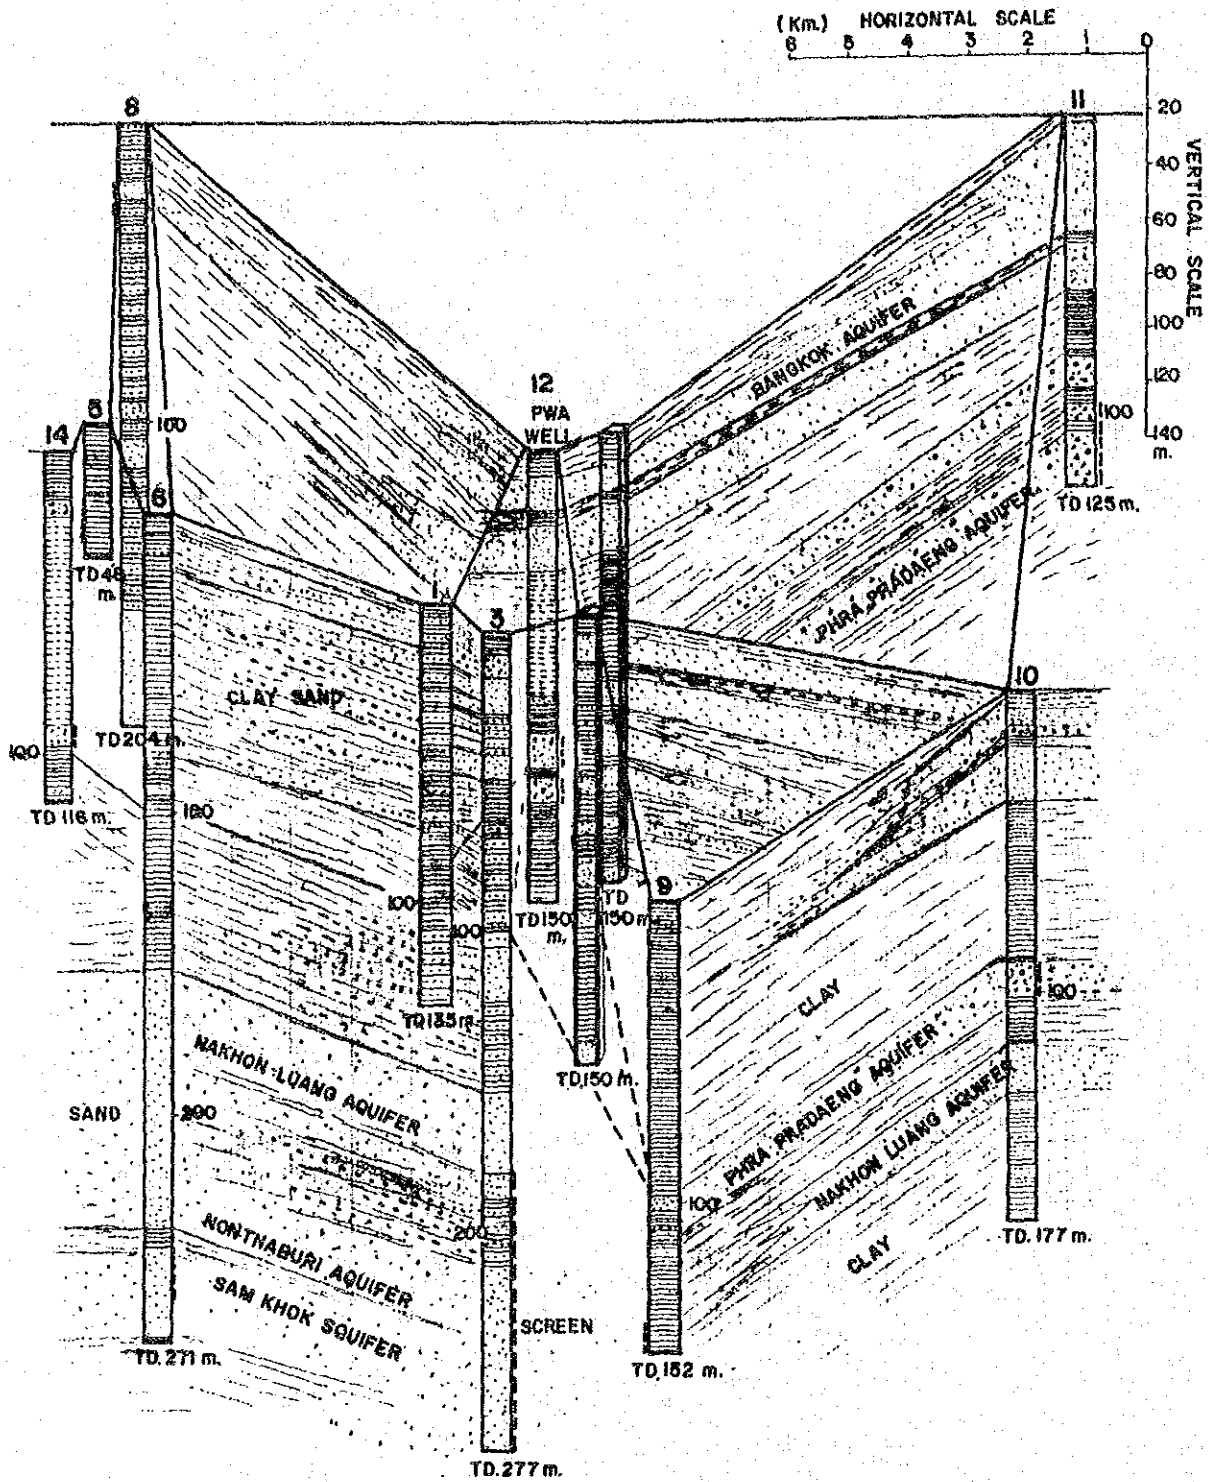 (Km.) HORIZONTAL SCALE
6 5 4 3 2 1 0
20
40
60
80
100
120
140
m.
VERTICAL SCALE
8
11
BANGKOK AQUIFER
12
PWA
WELL
5
14
100
100
6
TD 125 m.
PHRA PRADAENG AQUIFER
TD 46
m.
1
3
10
CLAY SAND
100
TD 204 m.
TD 116 m.
100
9
100
TD 150
m.
TD
150 m.
100
CLAY
100
TD 135 m.
NAKHON LUANG AQUIFER
TD, 150 m.
SAND
200
PHRA PRADAENG AQUIFER
NAKHON LUANG AQUIFER
100
200
NONTHABURI AQUIFER
TD. 177 m.
CLAY
SAM KHOK SQUIFER
SCREEN
TD. 271 m.
TD, 152 m.
TD. 277 m.